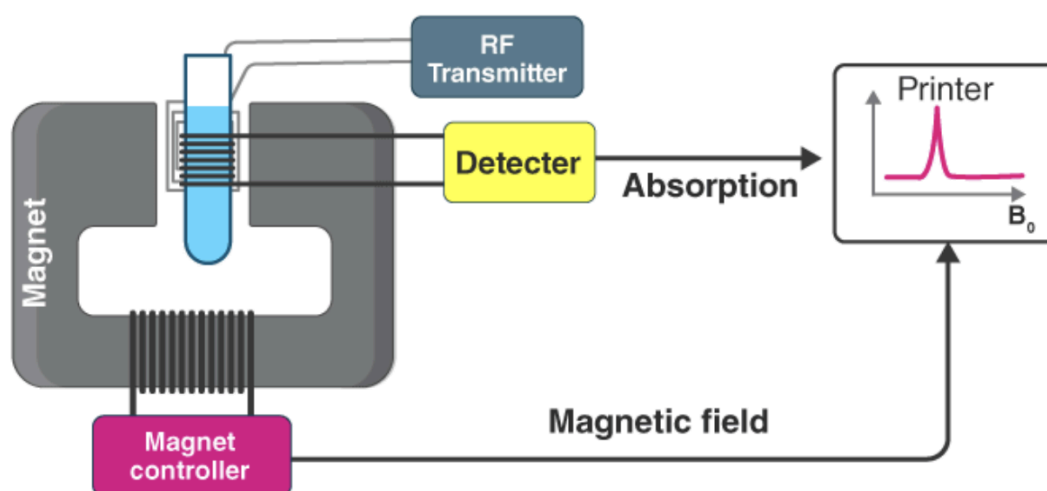 RF
Transmitter
Printer
Detecter
Absorption
B₀
Magnet
Magnetic field
Magnet
controller